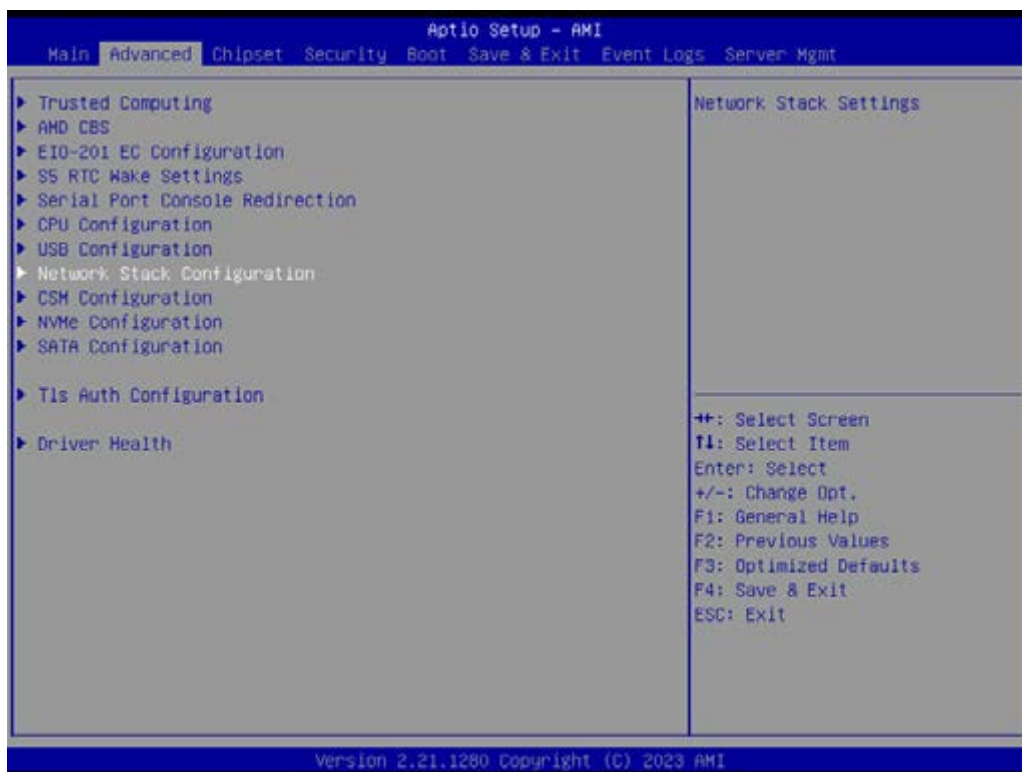 Aptio Setup - AMI
Main Advanced Chipset Security Boot Save & Exit Event Logs Server Mgmt
Trusted Computing
AMD CBS
EIO-201 EC Configuration
S5 RTC Wake Settings
Serial Port Console Redirection
CPU Configuration
USB Configuration
Network Stack Configuration
CSM Configuration
NVMe Configuration
SATA Configuration
Tls Auth Configuration
Driver Health
Network Stack Settings
→←: Select Screen
↑↓: Select Item
Enter: Select
+/-: Change Opt.
F1: General Help
F2: Previous Values
F3: Optimized Defaults
F4: Save & Exit
ESC: Exit
Version 2.21.1280 Copyright (C) 2023 AMI